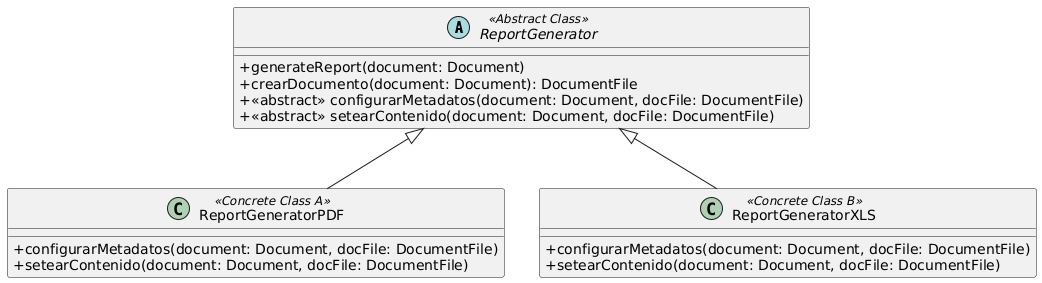 A
«Abstract Class»
ReportGenerator
+generateReport(document: Document)
+crearDocumento(document: Document): DocumentFile
+«abstract» configurarMetadatos(document: Document, docFile: DocumentFile)
+«abstract» setearContenido(document: Document, docFile: DocumentFile)
C
«Concrete Class A»
ReportGeneratorPDF
+configurarMetadatos(document: Document, docFile: DocumentFile)
+setearContenido(document: Document, docFile: DocumentFile)
C
«Concrete Class B»
ReportGeneratorXLS
+configurarMetadatos(document: Document, docFile: DocumentFile)
+setearContenido(document: Document, docFile: DocumentFile)